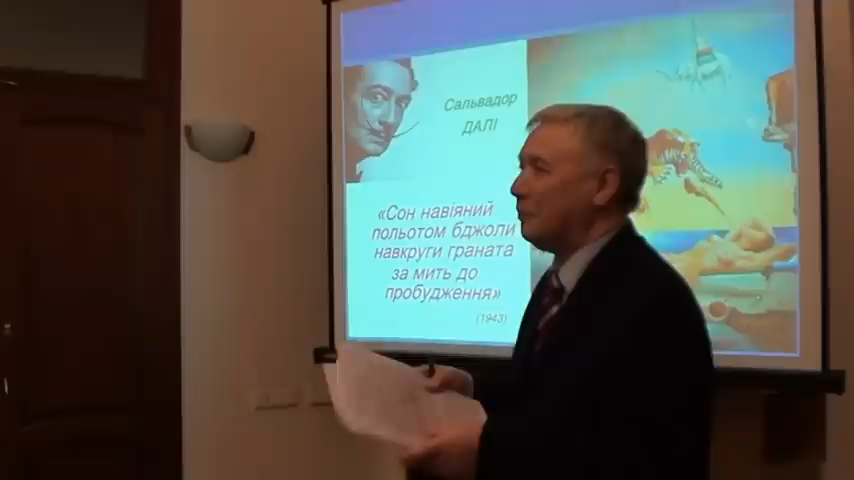 Сальвадор
ДАЛІ
«Сон навіяний
польотом бджоли
навкруги граната
за мить до
пробудження»
(1943)